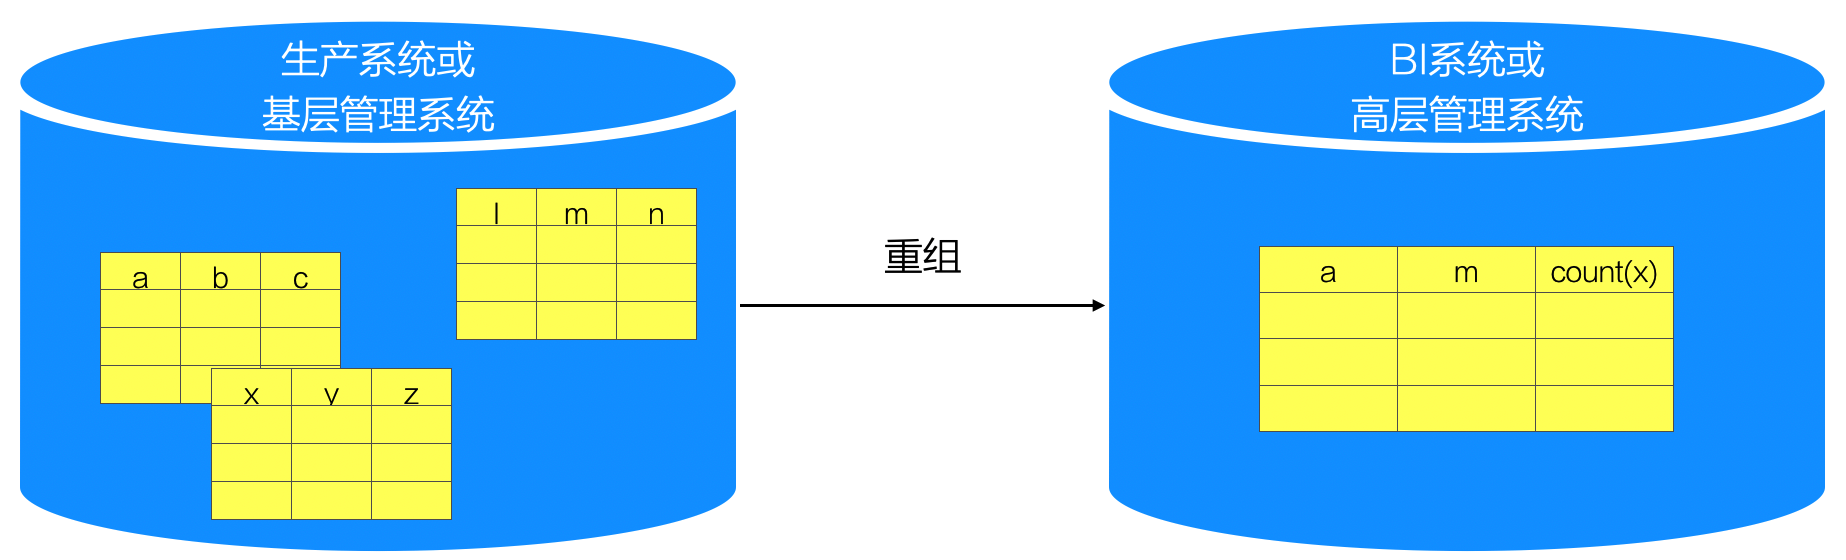 生产系统或
基层管理系统
l m n
a b c
x y z
重组
BI系统或
高层管理系统
a m count(x)